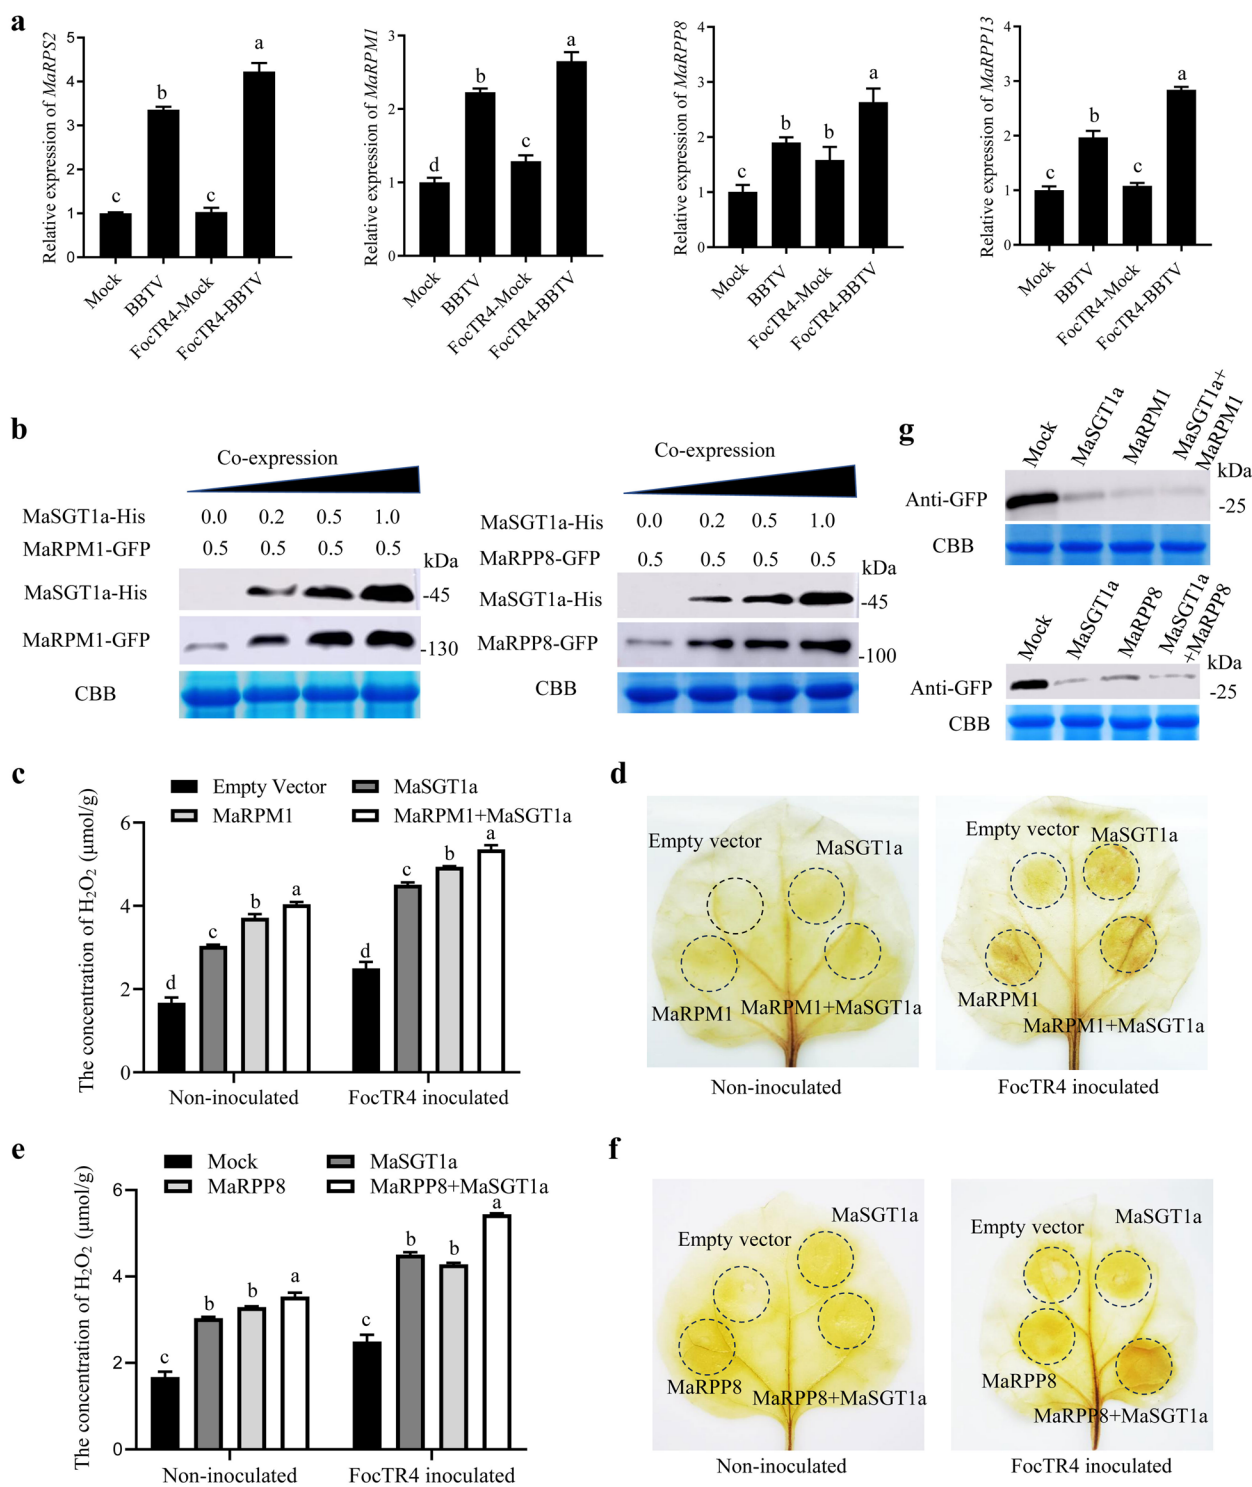 a
Relative expression of MaRPS2
5
4
3
2
1
0
c
b
c
a
Mock
BBTV
FocTR4-Mock
FocTR4-BBTV
Relative expression of MaRPM1
3
2
1
0
d
b
c
a
Mock
BBTV
FocTR4-Mock
FocTR4-BBTV
Relative expression of MaRPP8
4
3
2
1
0
c
b
b
a
Mock
BBTV
FocTR4-Mock
FocTR4-BBTV
Relative expression of MaRPP13
4
3
2
1
0
c
b
c
a
Mock
BBTV
FocTR4-Mock
FocTR4-BBTV
b
Co-expression
MaSGT1a-His 0.0 0.2 0.5 1.0
MaRPM1-GFP 0.5 0.5 0.5 0.5
kDa
MaSGT1a-His -45
MaRPM1-GFP -130
CBB
Co-expression
MaSGT1a-His 0.0 0.2 0.5 1.0
MaRPP8-GFP 0.5 0.5 0.5 0.5
kDa
MaSGT1a-His -45
MaRPP8-GFP -100
CBB
g
Mock
MaSGT1a
MaRPM1
MaSGT1a+
MaRPM1
kDa
Anti-GFP -25
CBB
Mock
MaSGT1a
MaRPP8
MaSGT1a
+MaRPP8
kDa
Anti-GFP -25
CBB
c
Empty Vector MaSGT1a
MaRPM1 MaRPM1+MaSGT1a
The concentration of H₂O₂ (μmol/g)
6
4
2
0
d
c
b
a
d
c
b
a
Non-inoculated FocTR4 inoculated
d
Empty vector
MaSGT1a
MaRPM1
MaRPM1+MaSGT1a
Non-inoculated
Empty vector
MaSGT1a
MaRPM1
MaRPM1+MaSGT1a
FocTR4 inoculated
e
Mock MaSGT1a
MaRPP8 MaRPP8+MaSGT1a
The concentration of H₂O₂ (μmol/g)
6
4
2
0
c
b
b
a
c
b
b
a
Non-inoculated FocTR4 inoculated
f
MaSGT1a
Empty vector
MaRPP8
MaRPP8+MaSGT1a
Non-inoculated
MaSGT1a
Empty vector
MaRPP8
MaRPP8+MaSGT1a
FocTR4 inoculated